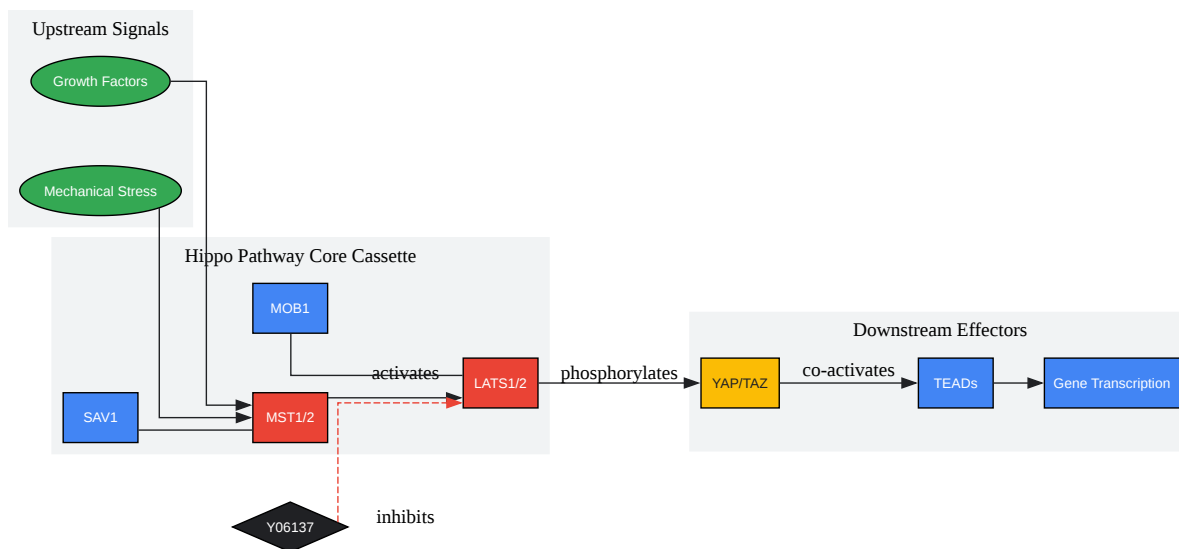 Upstream Signals
Growth Factors
Mechanical Stress
Hippo Pathway Core Cassette
MOB1
activates
LATS1/2
SAV1
MST1/2
phosphorylates
Downstream Effectors
YAP/TAZ
co-activates
TEADs
Gene Transcription
Y06137
inhibits